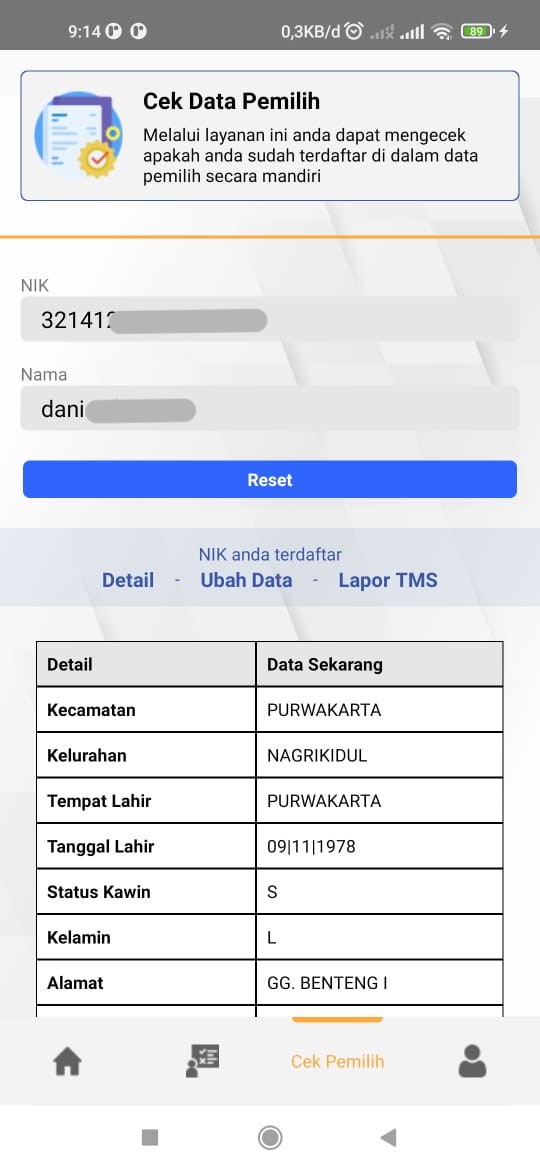 9:14
0,3KB/d
89
Cek Data Pemilih
Melalui layanan ini anda dapat mengecek
apakah anda sudah terdaftar di dalam data
pemilih secara mandiri
NIK
32141
Nama
dani
Reset
NIK anda terdaftar
Detail - Ubah Data - Lapor TMS
Detail Data Sekarang
Kecamatan PURWAKARTA
Kelurahan NAGRIKIDUL
Tempat Lahir PURWAKARTA
Tanggal Lahir 09|11|1978
Status Kawin S
Kelamin L
Alamat GG. BENTENG I
Cek Pemilih